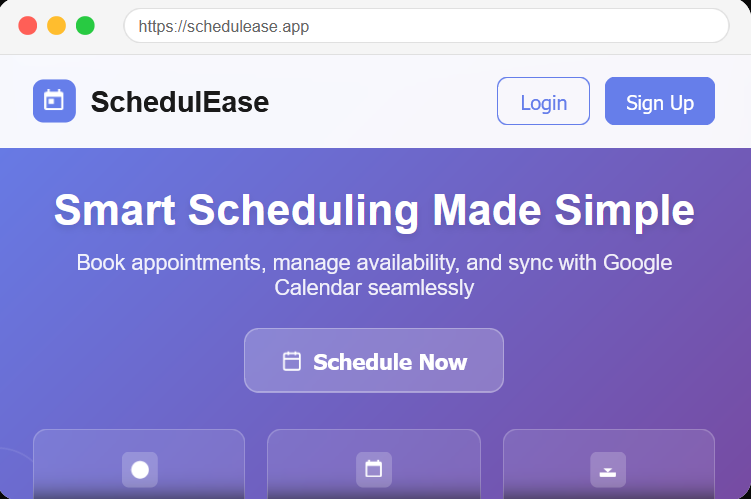 https://schedulease.app
SchedulEase
Login
Sign Up
Smart Scheduling Made Simple
Book appointments, manage availability, and sync with Google
Calendar seamlessly
Schedule Now